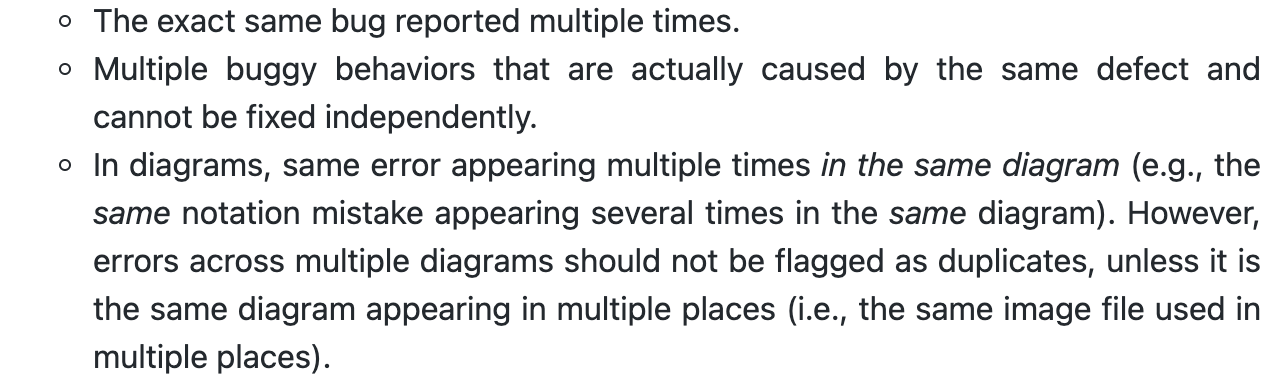 ○ The exact same bug reported multiple times.
○ Multiple buggy behaviors that are actually caused by the same defect and
cannot be fixed independently.
○ In diagrams, same error appearing multiple times in the same diagram (e.g., the
same notation mistake appearing several times in the same diagram). However,
errors across multiple diagrams should not be flagged as duplicates, unless it is
the same diagram appearing in multiple places (i.e., the same image file used in
multiple places).